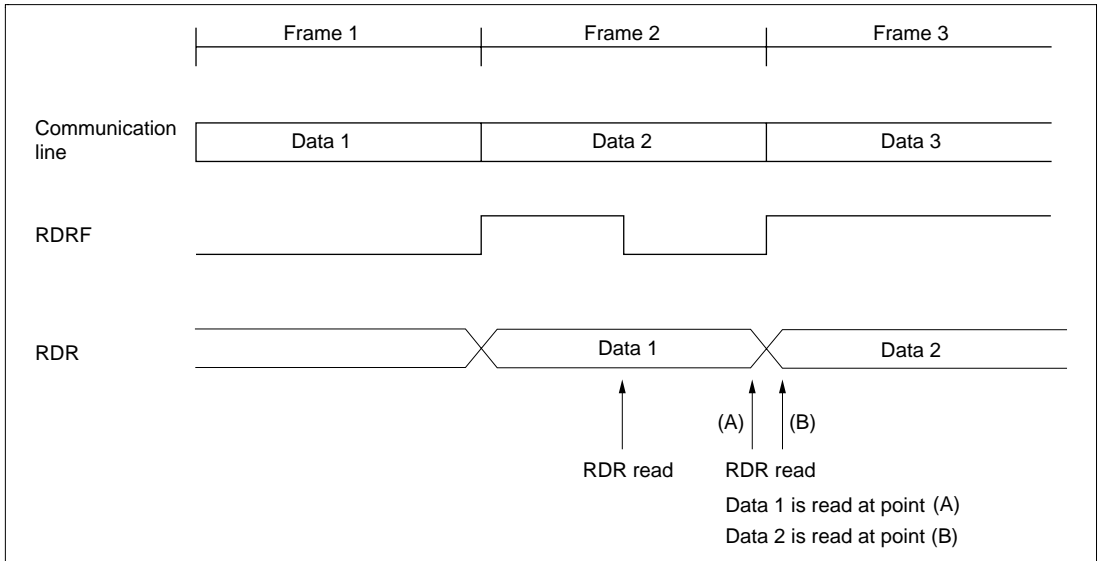 Frame 1 Frame 2 Frame 3
Communication
line
Data 1 Data 2 Data 3
RDRF
RDR
Data 1 Data 2
(A) (B)
RDR read RDR read
Data 1 is read at point (A)
Data 2 is read at point (B)